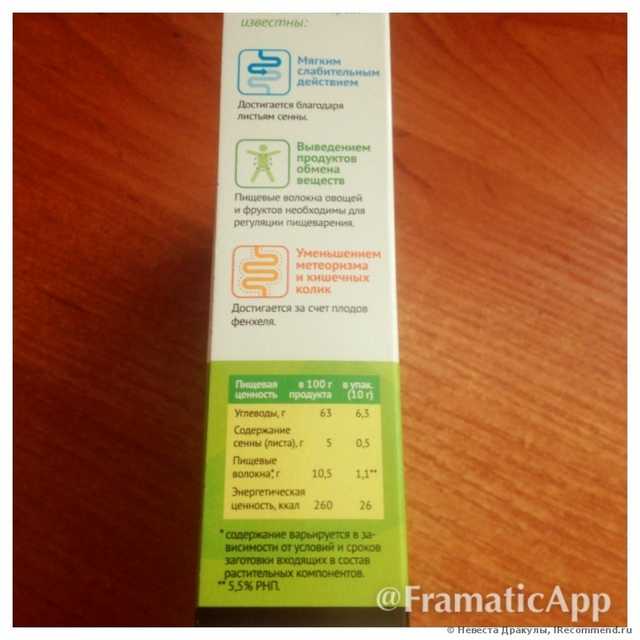 известны:
Мягким
слабительным
действием
Достигается благодаря
листьям сенны.
Выведением
продуктов
обмена
веществ
Пищевые волокна овощей
и фруктов необходимы для
регуляции пищеварения.
Уменьшением
метеоризма
и кишечных
колик
Достигается за счет плодов
фенхеля.
Пищевая в 100 г в упак.
ценность продукта (10 г)
Углеводы, г 63 6,3
Содержание
сенны (листа), г 5 0,5
Пищевые
волокна*, г 10,5 1,1**
Энергетическая
ценность, ккал 260 26
* содержание варьируется в за-
висимости от условий и сроков
заготовки входящих в состав
растительных компонентов.
** 5,5% РНП.
@FramaticApp
© Невеста Дракулы, IRecommend.ru